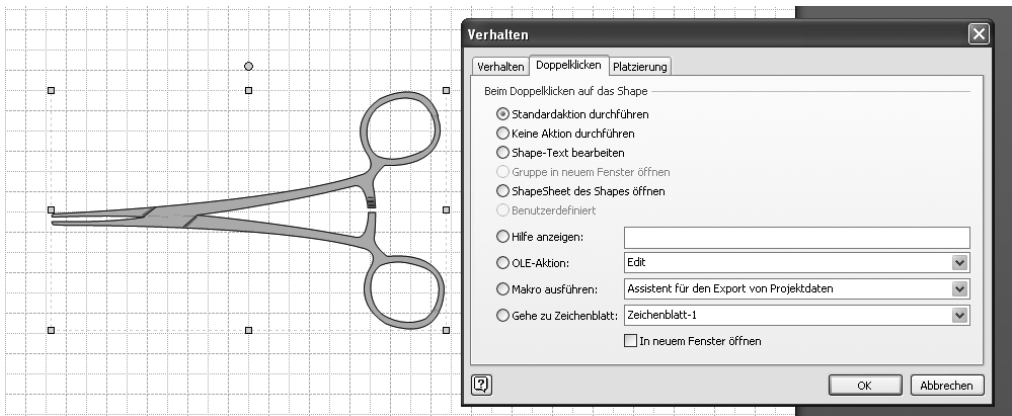 Verhalten
Verhalten Doppelklicken Platzierung
Beim Doppelklicken auf das Shape
Standardaktion durchführen
Keine Aktion durchführen
Shape-Text bearbeiten
Gruppe in neuem Fenster öffnen
ShapeSheet des Shapes öffnen
Benutzerdefiniert
Hilfe anzeigen:
OLE-Aktion: Edit
Makro ausführen: Assistent für den Export von Projektdaten
Gehe zu Zeichenblatt: Zeichenblatt-1
In neuem Fenster öffnen
? OK Abbrechen